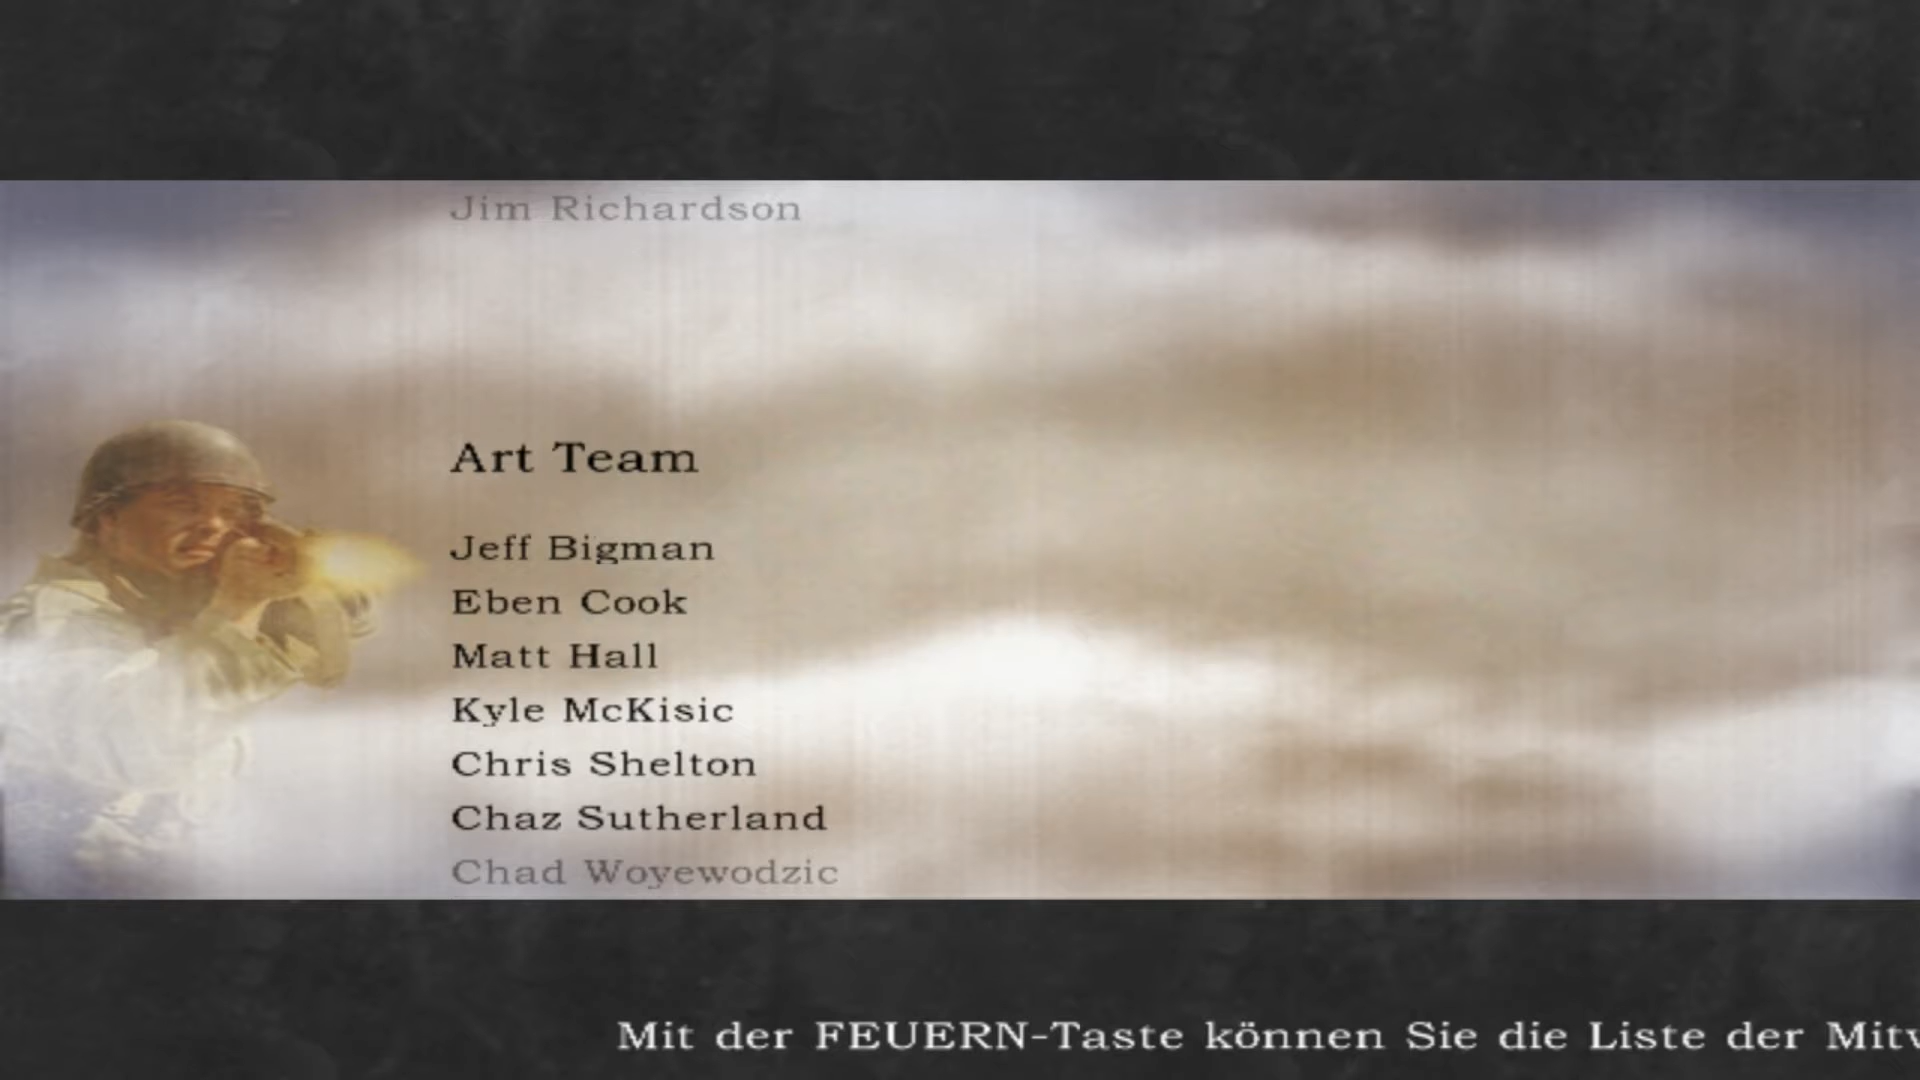 Jim Richardson
Art Team
Jeff Bigman
Eben Cook
Matt Hall
Kyle McKisic
Chris Shelton
Chaz Sutherland
Chad Woyewodzic
Mit der FEUERN-Taste können Sie die Liste der